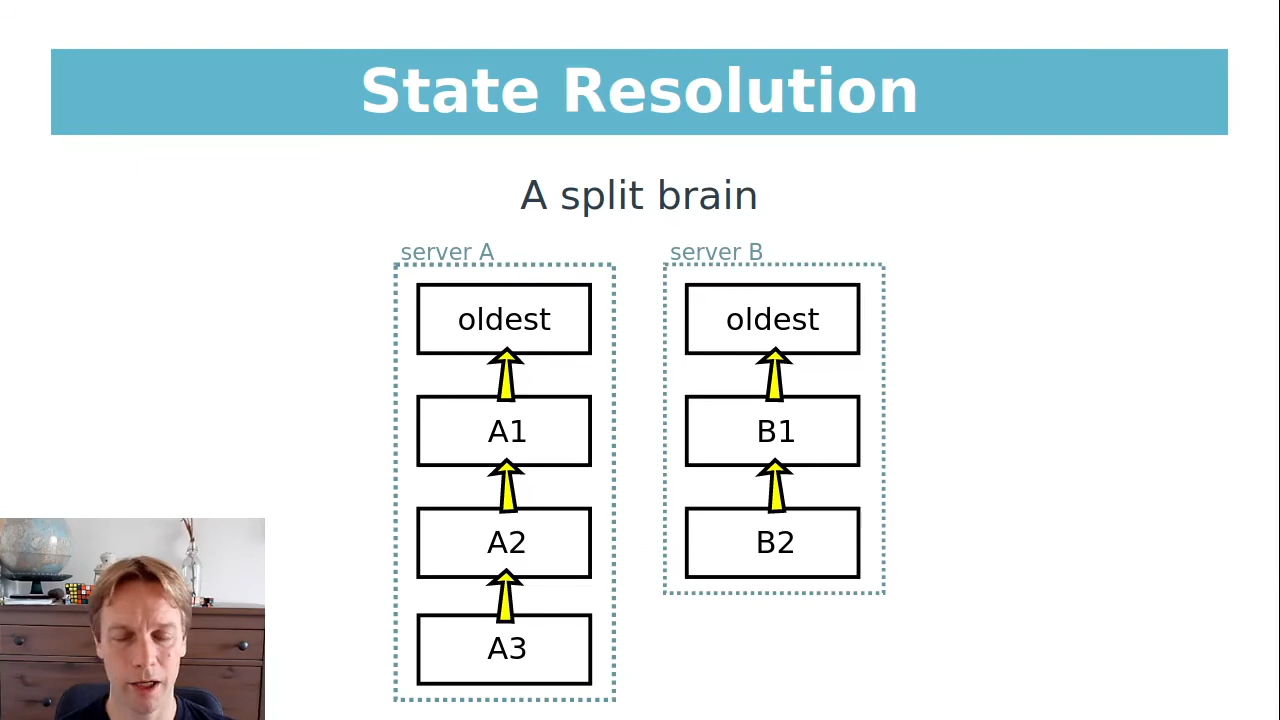 State Resolution
A split brain
server A
oldest
A1
A2
A3
server B
oldest
B1
B2